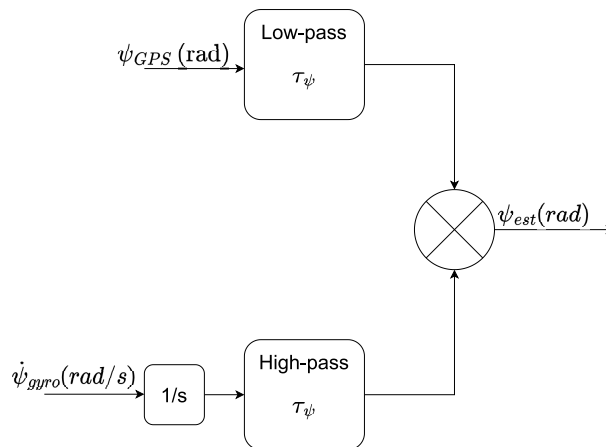 Low-pass
ψ_GPS (rad)
τ_ψ
ψ_est(rad)
High-pass
ψ̇_gyro(rad/s)
1/s
τ_ψ